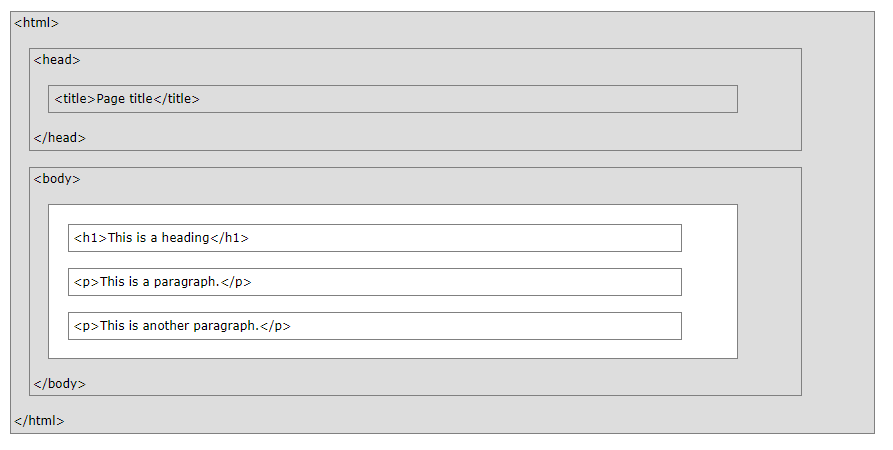 <html>
<head>
<title>Page title</title>
</head>
<body>
<h1>This is a heading</h1>
<p>This is a paragraph.</p>
<p>This is another paragraph.</p>
</body>
</html>